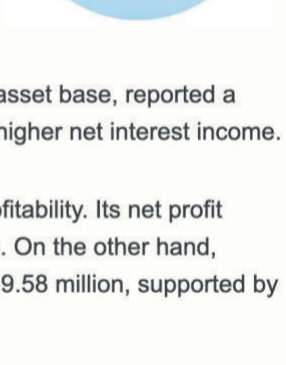 asset base, reported a
higher net interest income.
fitability. Its net profit
. On the other hand,
9.58 million, supported by